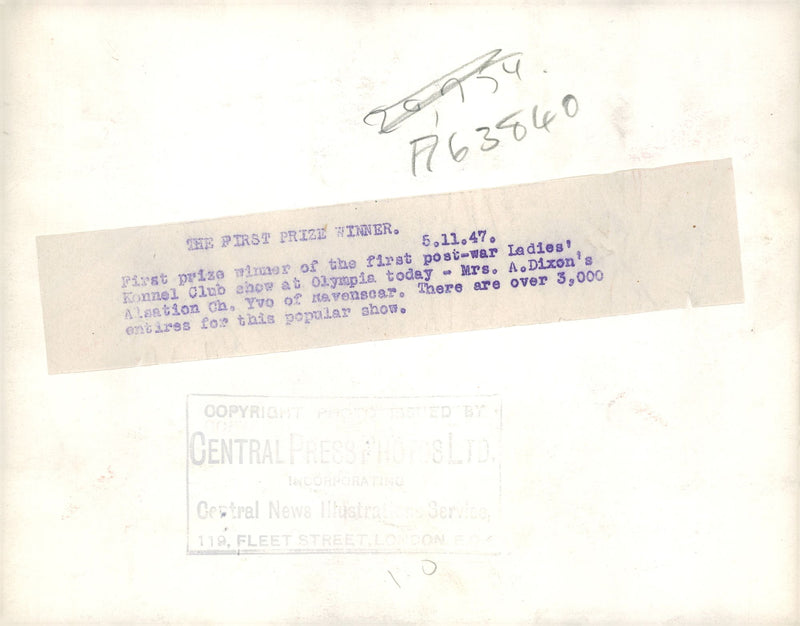 A63840
THE FIRST PRIZE WINNER. 5.11.47.
First prize winner of the first post-war Ladies'
Kennel Club show at Olympia today - Mrs. A.Dixon's
Alsation Ch. Yvo of Ravenscar. There are over 3,000
entires for this popular show.
COPYRIGHT PHOTO ISSUED BY
CENTRAL PRESS PHOTOS LTD.
INCORPORATING
Central News Illustrations Service,
119, FLEET STREET, LONDON E.C.4
1.0